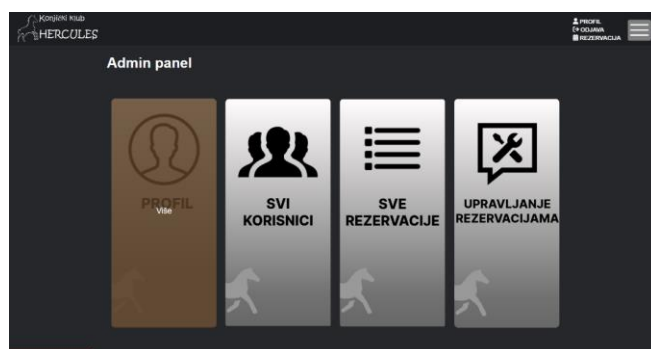 Konjički klub
HERCULES
PROFIL
ODJAVA
REZERVACIJA
Admin panel
PROFIL
Više
SVI
KORISNICI
SVE
REZERVACIJE
UPRAVLJANJE
REZERVACIJAMA